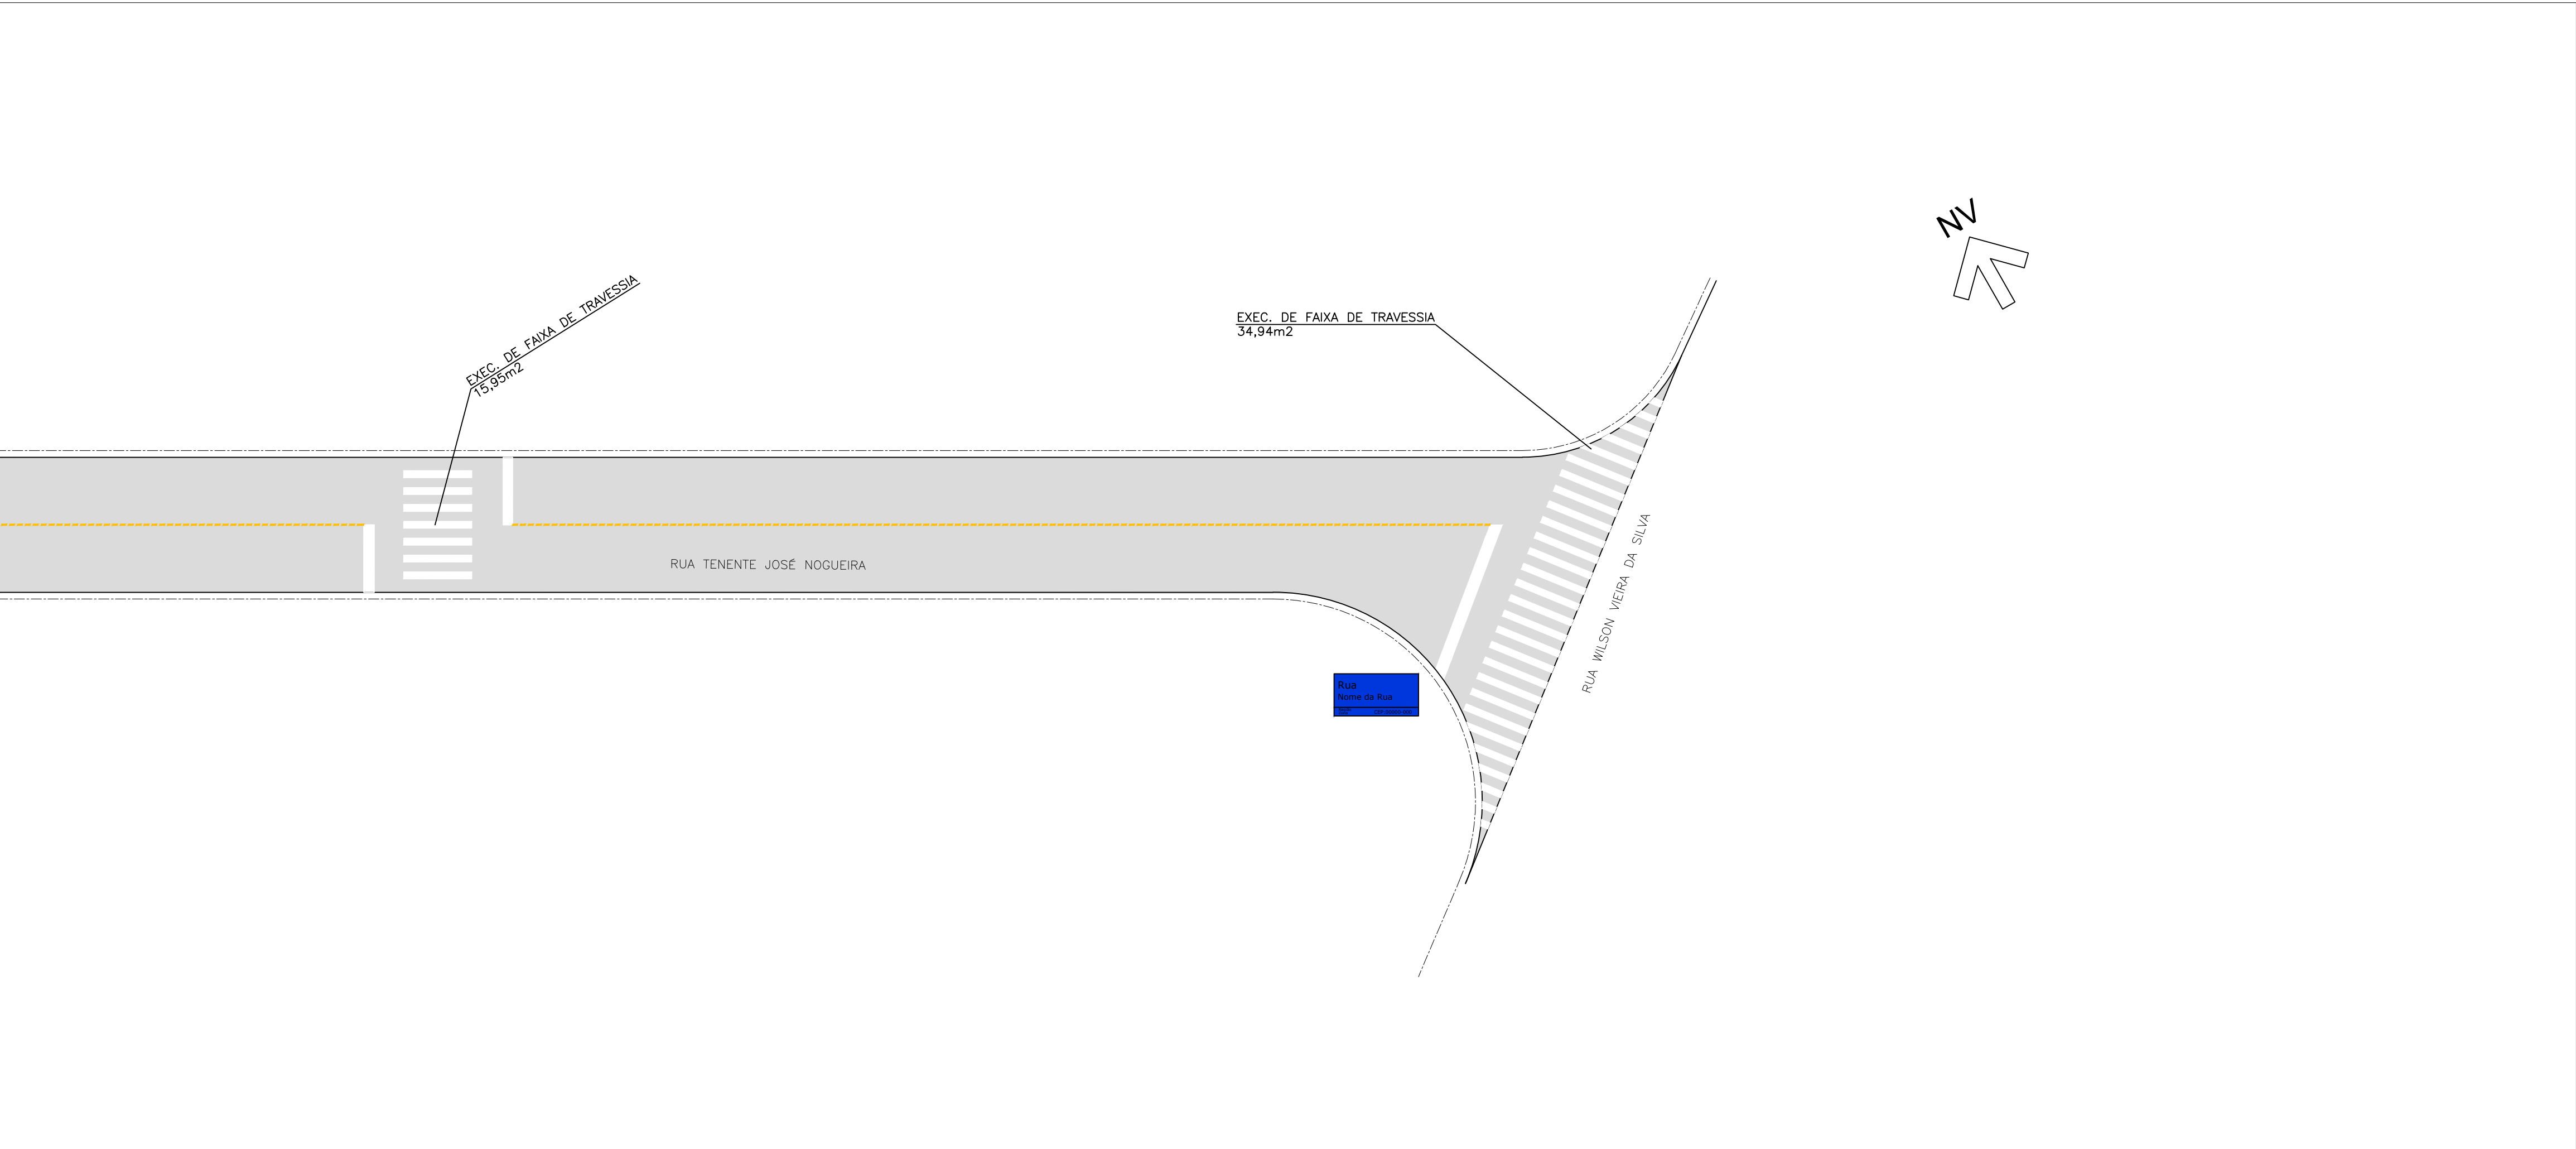 NV
EXEC. DE FAIXA DE TRAVESSIA
15,95m2
EXEC. DE FAIXA DE TRAVESSIA
34,94m2
RUA TENENTE JOSÉ NOGUEIRA
RUA WILSON VIEIRA DA SILVA
Rua
Nome da Rua